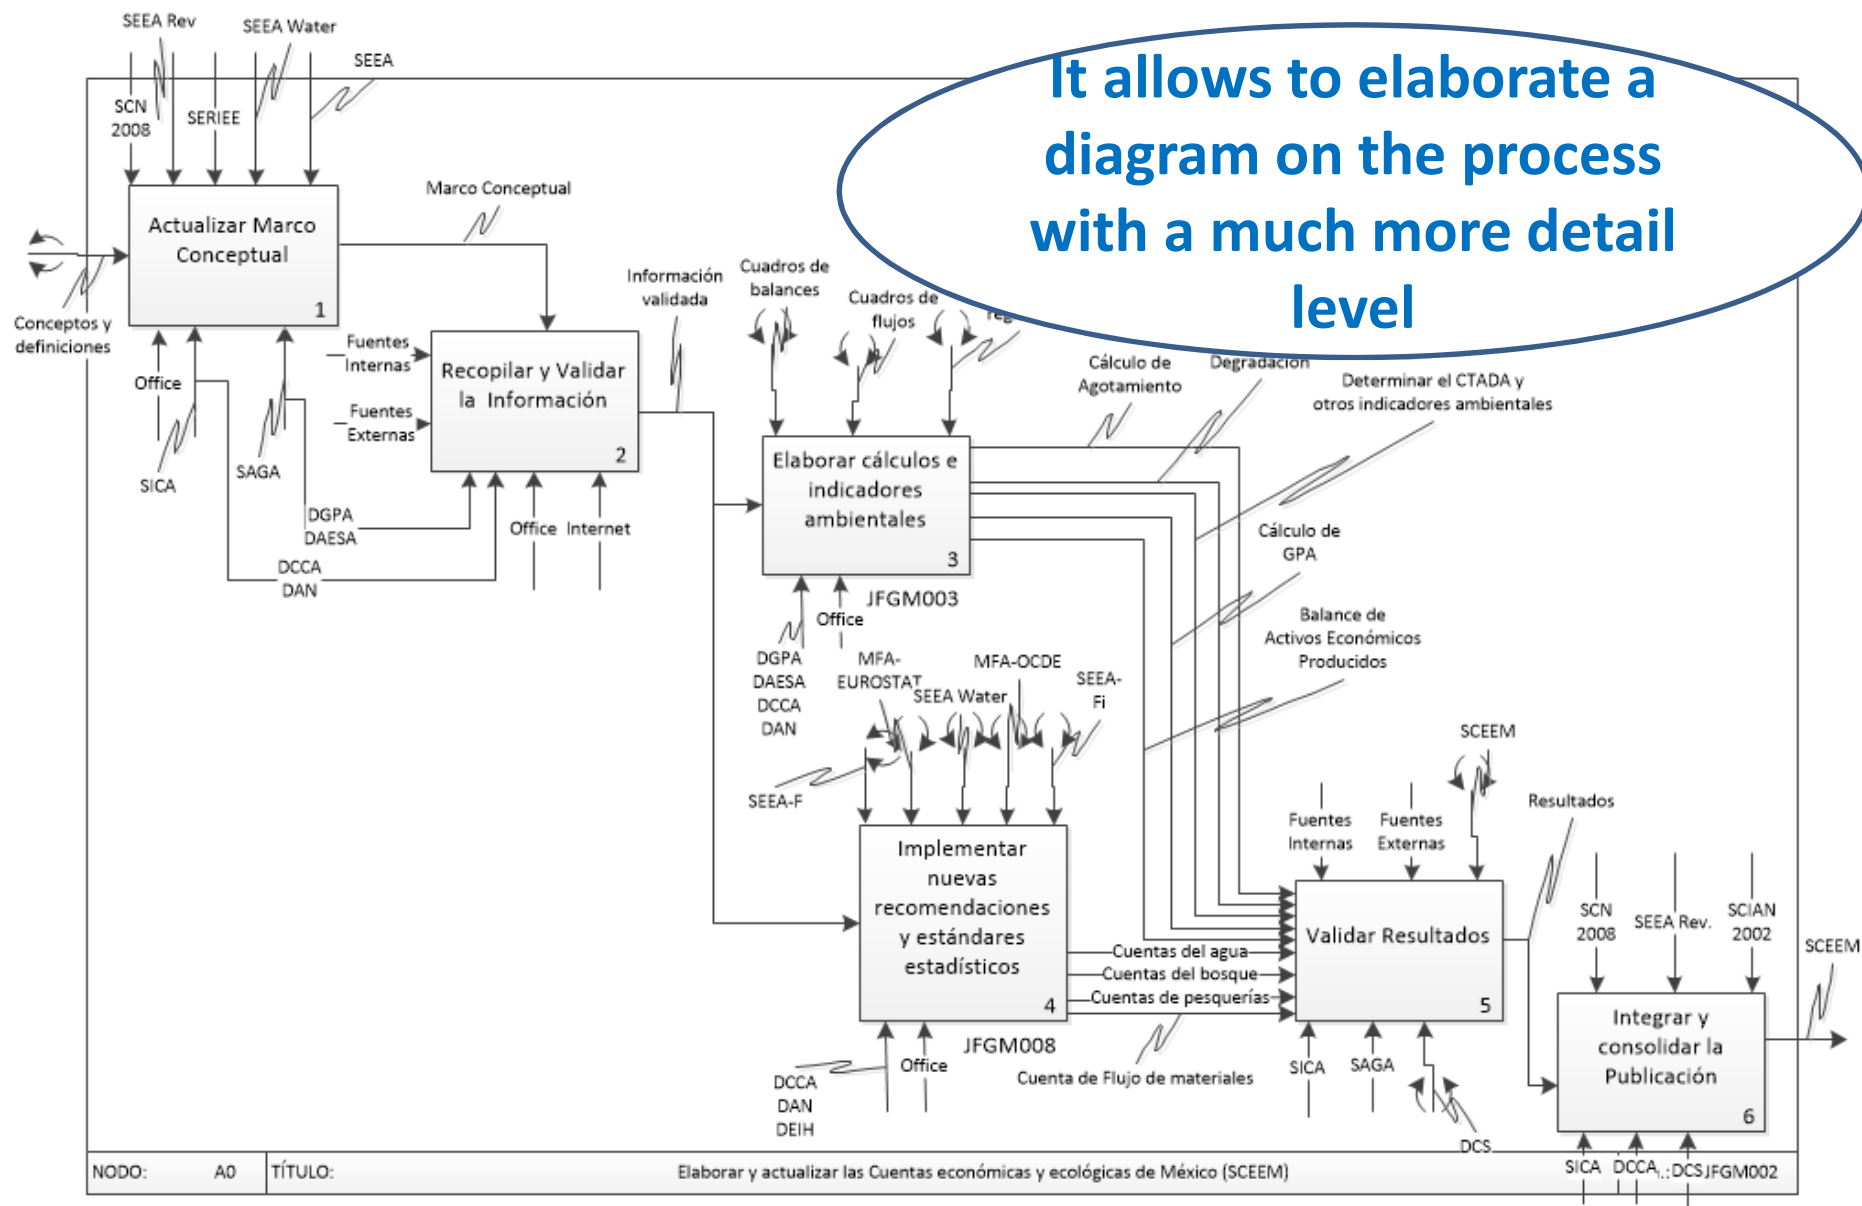 SEEA Rev
SEEA Water
SEEA
SCN
2008
SERIEE
It allows to elaborate a
diagram on the process
with a much more detail
level
Actualizar Marco
Conceptual
1
Marco Conceptual
Conceptos y
definiciones
Office
SICA
SAGA
Fuentes
Internas
Fuentes
Externas
Recopilar y Validar
la Información
2
Información
validada
DGPA
DAESA
DCCA
DAN
Office
Internet
Cuadros de
balances
Cuadros de
flujos
Elaborar cálculos e
indicadores
ambientales
3
JFGM003
Cálculo de
Agotamiento
Degradación
Determinar el CTADA y
otros indicadores ambientales
Cálculo de
GPA
Balance de
Activos Económicos
Producidos
Office
DGPA
DAESA
DCCA
DAN
MFA-
EUROSTAT
SEEA Water
MFA-OCDE
SEEA-
Fi
SEEA-F
Implementar
nuevas
recomendaciones
y estándares
estadísticos
4
JFGM008
DCCA
DAN
DEIH
Office
Cuentas del agua
Cuentas del bosque
Cuentas de pesquerías
Cuenta de Flujo de materiales
Fuentes
Internas
Fuentes
Externas
SCEEM
Validar Resultados
5
SICA
SAGA
DCS
Resultados
SCN
2008
SEEA Rev.
SCIAN
2002
SCEEM
Integrar y
consolidar la
Publicación
6
SICA
DCCA
DCS
NODO:
A0
TÍTULO:
Elaborar y actualizar las Cuentas económicas y ecológicas de México (SCEEM)
JFGM002